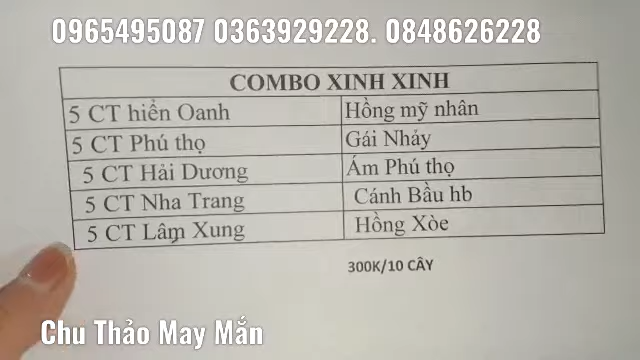 0965495087 0363929228. 0848626228
COMBO XINH XINH
5 CT hiển Oanh Hồng mỹ nhân
5 CT Phú thọ Gái Nhảy
5 CT Hải Dương Ám Phú thọ
5 CT Nha Trang Cánh Bầu hb
5 CT Lâm Xung Hồng Xòe
300K/10 CÂY
Chu Thảo May Mắn